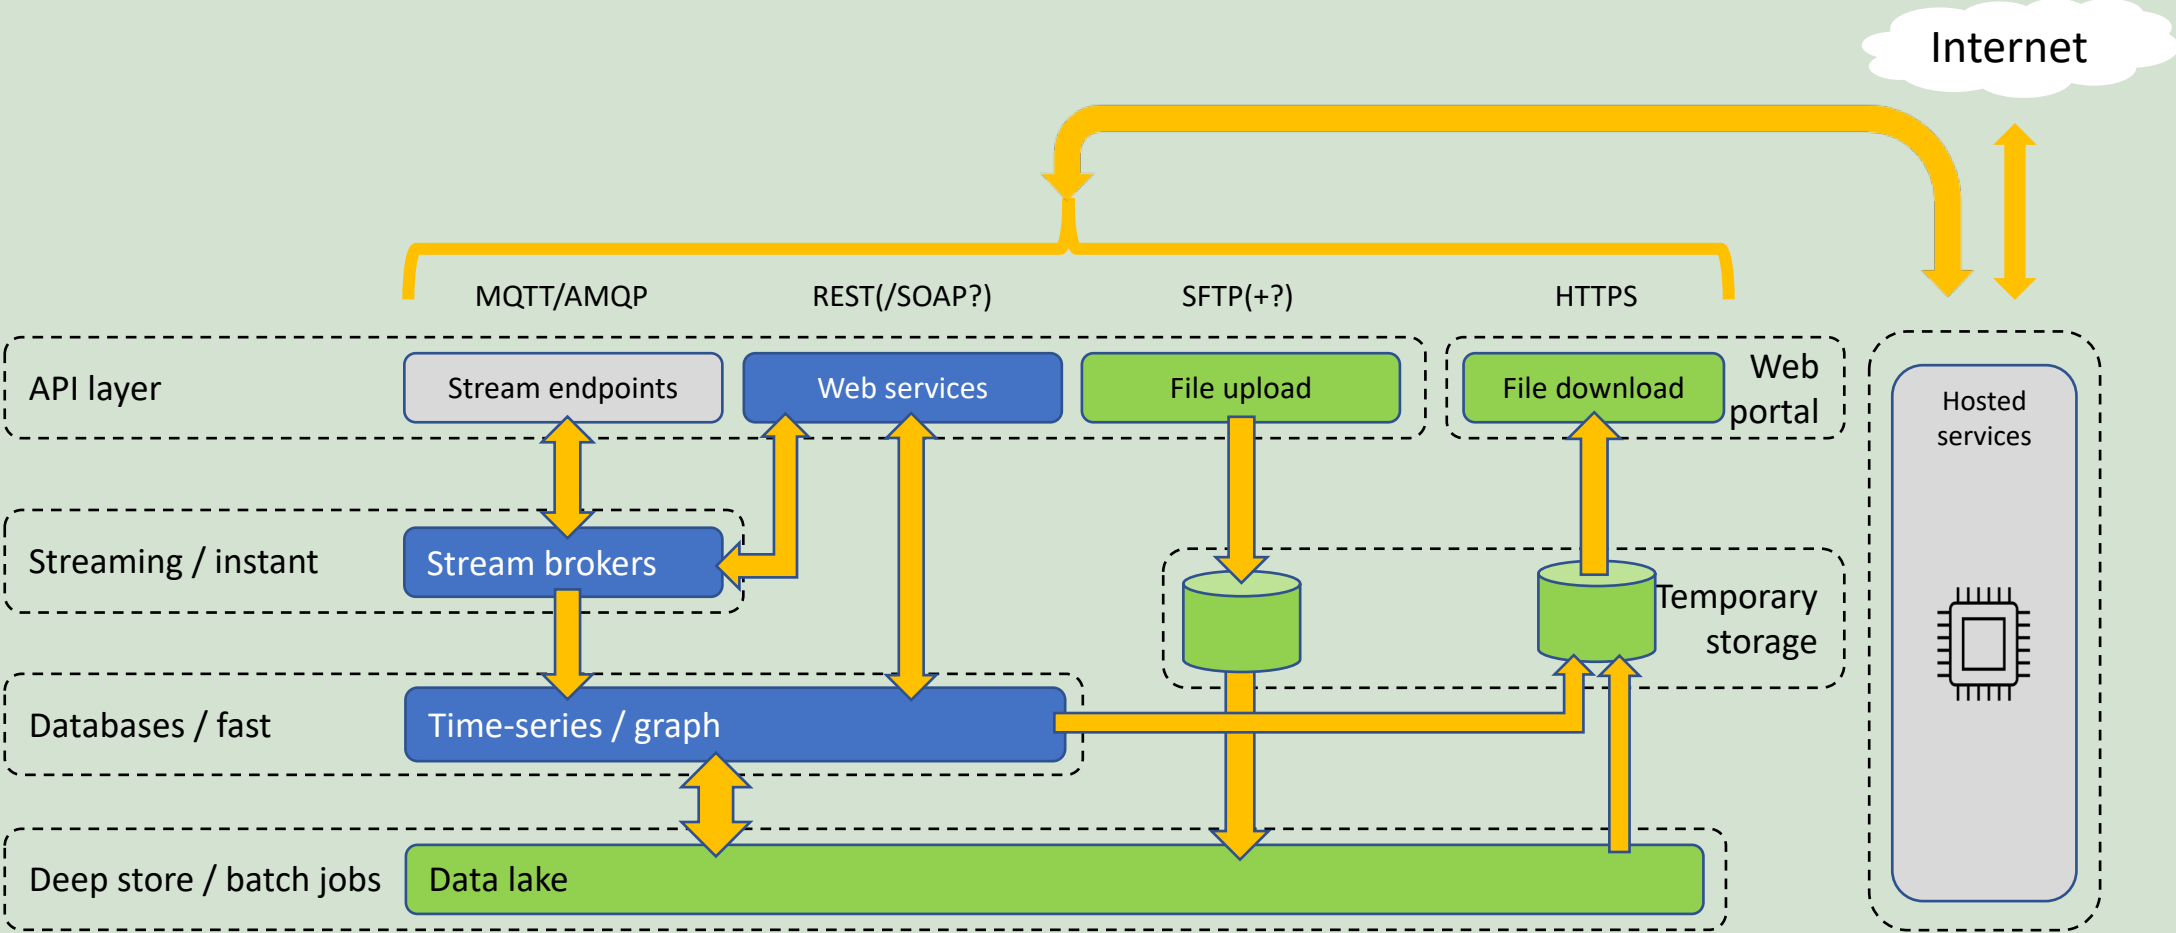 Internet
MQTT/AMQP
REST(/SOAP?)
SFTP(+?)
HTTPS
API layer
Stream endpoints
Web services
File upload
File download
Web
portal
Hosted
services
Streaming / instant
Stream brokers
Temporary
storage
Databases / fast
Time-series / graph
Deep store / batch jobs
Data lake